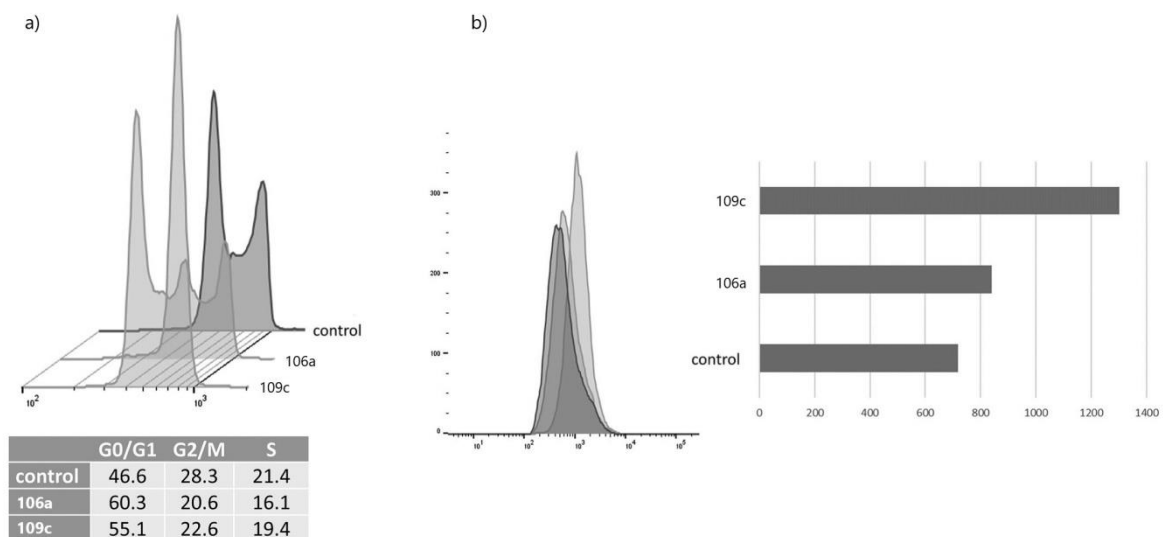 a)
control
106a
109c
10²
10³
G0/G1 G2/M S
control 46.6 28.3 21.4
106a 60.3 20.6 16.1
109c 55.1 22.6 19.4
b)
300
200
100
0
10¹ 10² 10³ 10⁴ 10⁵
109c
106a
control
0 200 400 600 800 1000 1200 1400